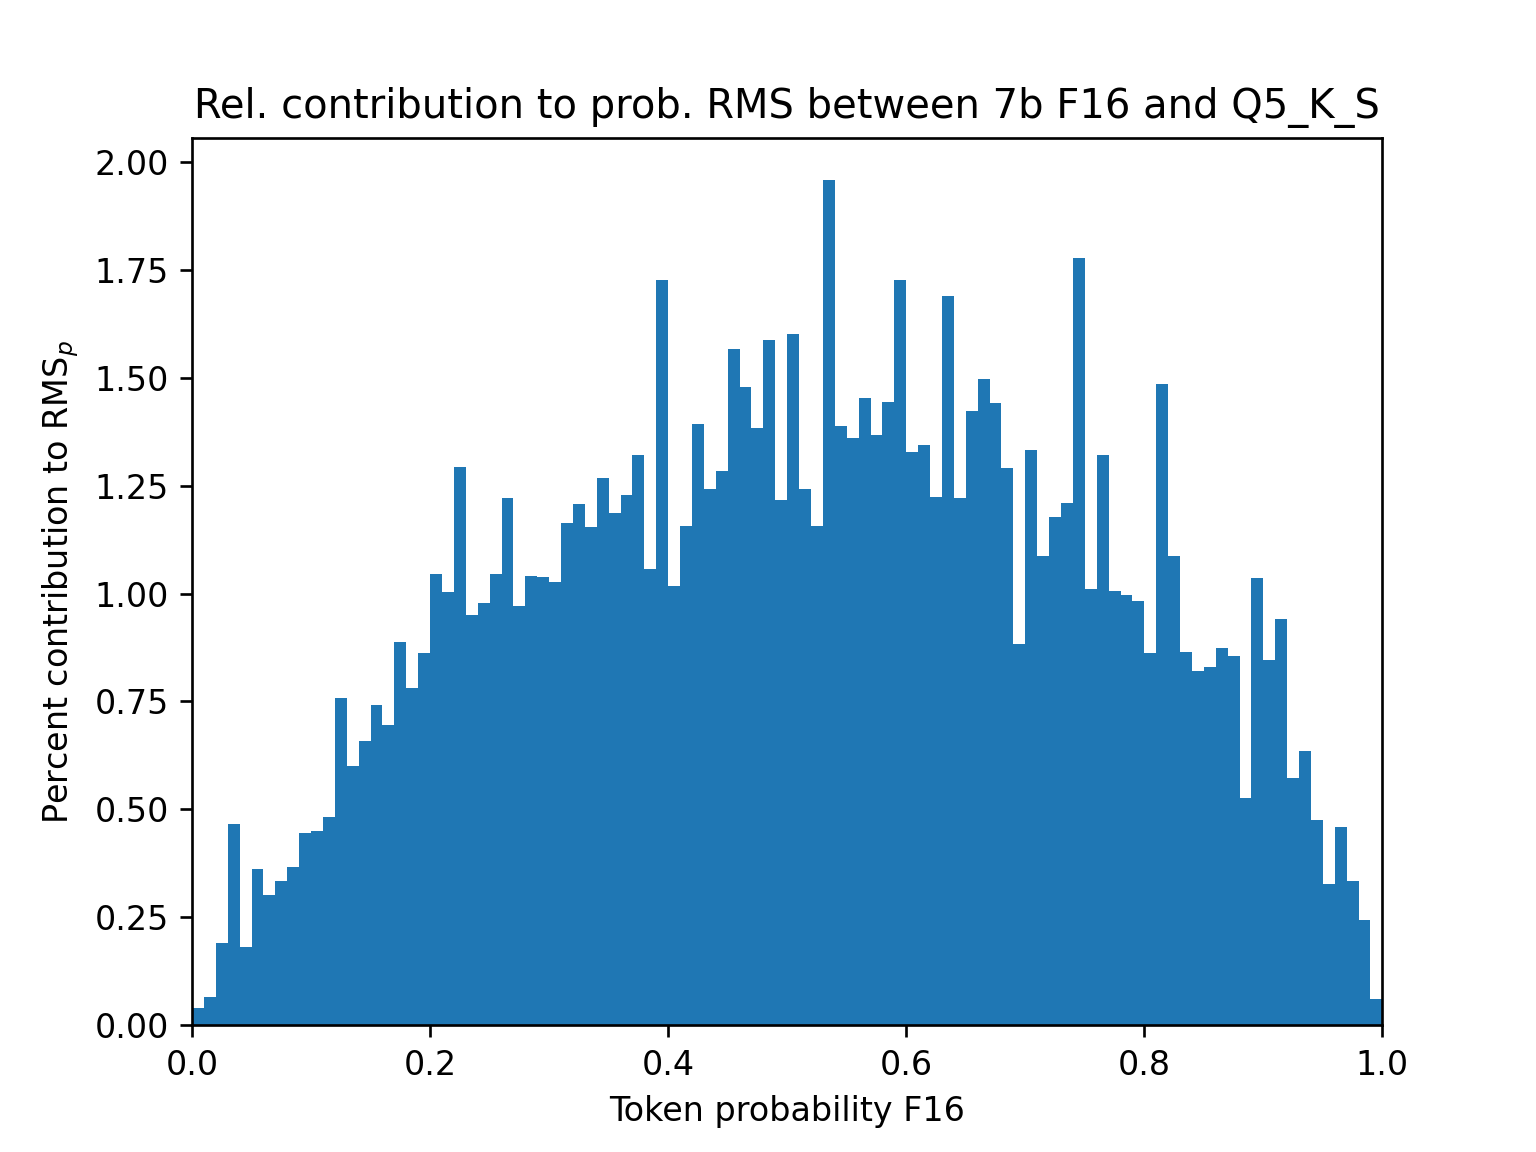 Rel. contribution to prob. RMS between 7b F16 and Q5_K_S
2.00
1.75
1.50
1.25
1.00
0.75
0.50
0.25
0.00
Percent contribution to RMSₚ
0.0 0.2 0.4 0.6 0.8 1.0
Token probability F16